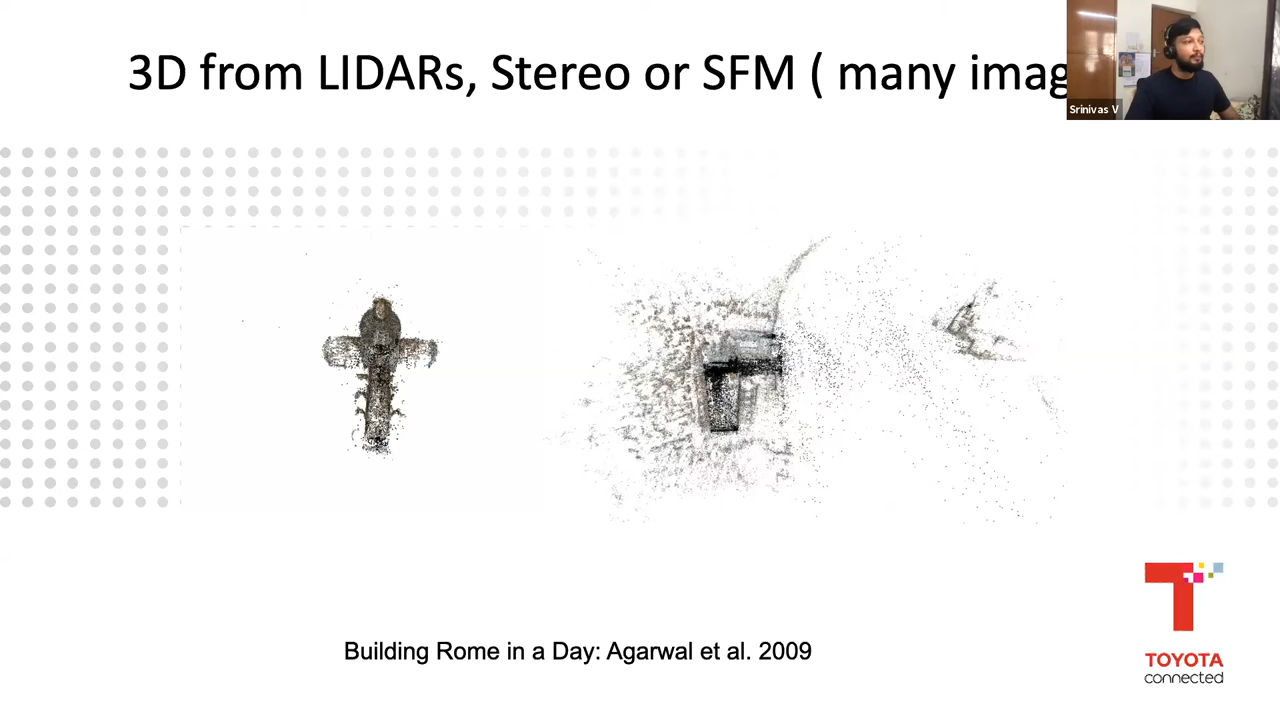 3D from LIDARs, Stereo or SFM ( many imag
Srinivas V
Building Rome in a Day: Agarwal et al. 2009
TOYOTA
connected